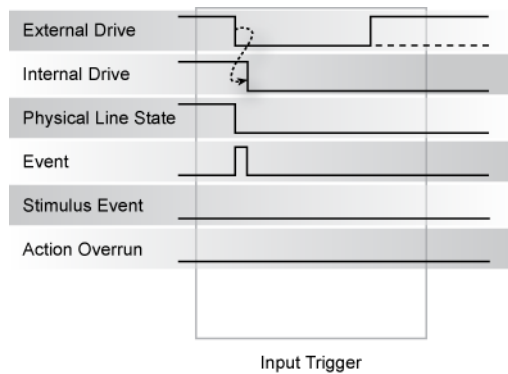 External Drive
Internal Drive
Physical Line State
Event
Stimulus Event
Action Overrun
Input Trigger